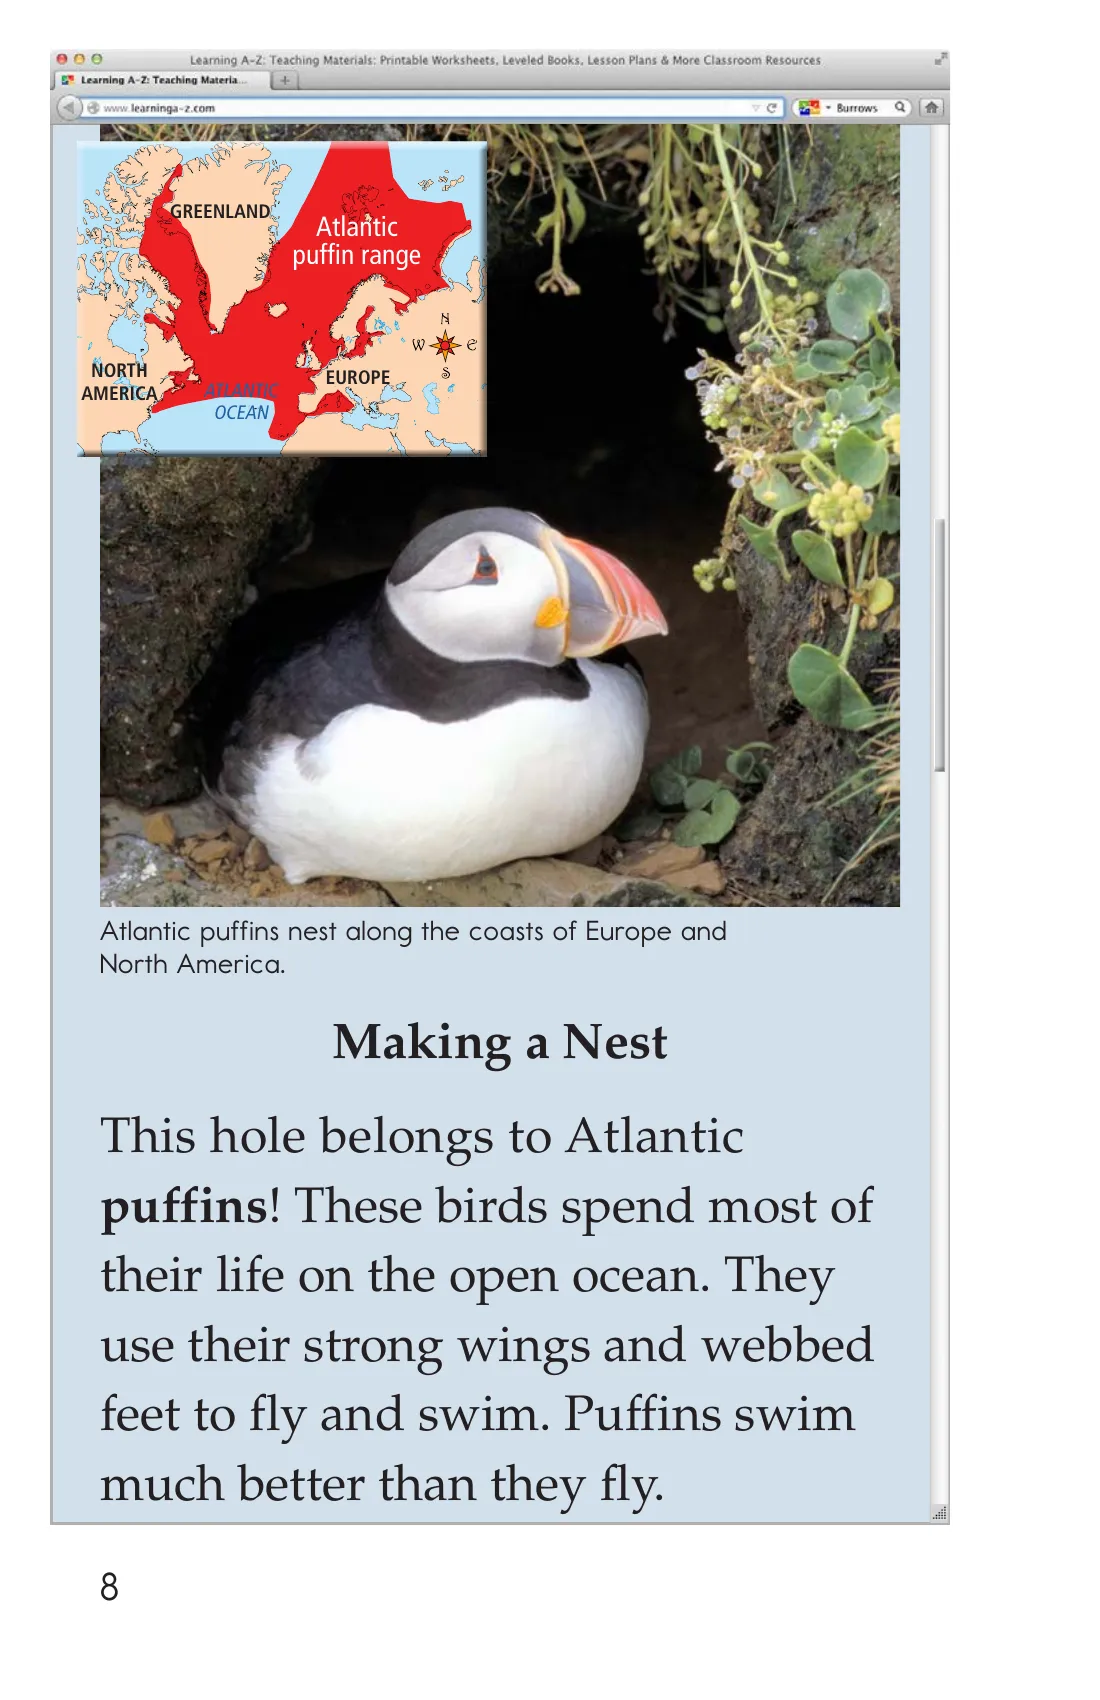 Learning A-Z: Teaching Materials: Printable Worksheets, Leveled Books, Lesson Plans & More Classroom Resources
Learning A-Z: Teaching Materia...
www.learninga-z.com
Burrows
GREENLAND
Atlantic
puffin range
N
W E
S
NORTH
AMERICA
ATLANTIC
OCEAN
EUROPE
Atlantic puffins nest along the coasts of Europe and
North America.
Making a Nest
This hole belongs to Atlantic
puffins! These birds spend most of
their life on the open ocean. They
use their strong wings and webbed
feet to fly and swim. Puffins swim
much better than they fly.
8